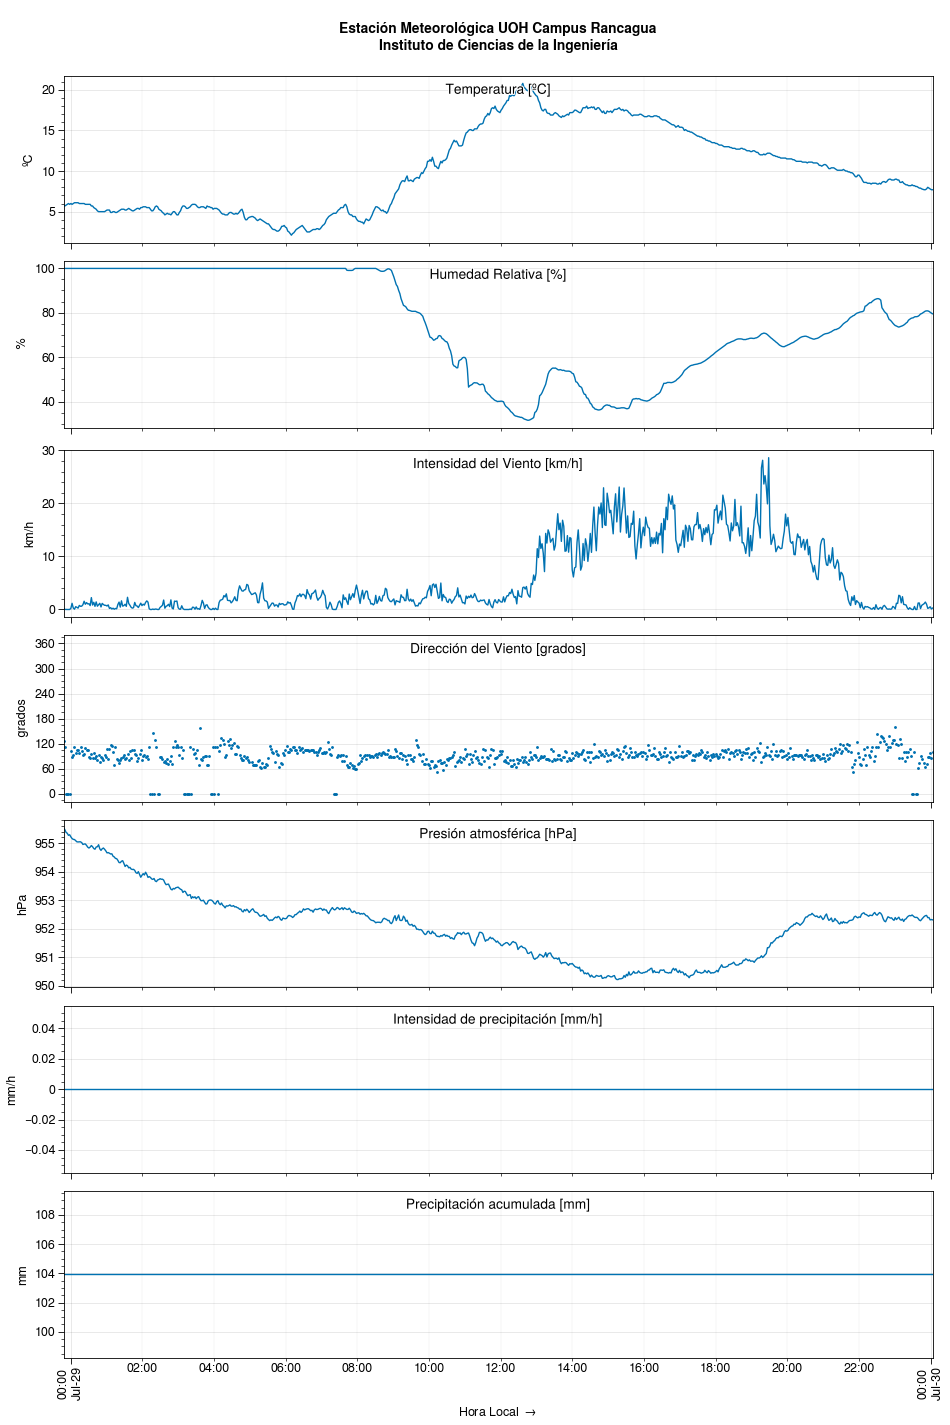 Estación Meteorológica UOH Campus Rancagua
Instituto de Ciencias de la Ingeniería
Temperatura [ºC]
ºC
20
15
10
5
Humedad Relativa [%]
%
100
80
60
40
Intensidad del Viento [km/h]
km/h
30
20
10
0
Dirección del Viento [grados]
grados
360
300
240
180
120
60
0
Presión atmosférica [hPa]
hPa
955
954
953
952
951
950
Intensidad de precipitación [mm/h]
mm/h
0.04
0.02
0
−0.02
−0.04
Precipitación acumulada [mm]
mm
108
106
104
102
100
00:00
Jul-29
02:00
04:00
06:00
08:00
10:00
12:00
14:00
16:00
18:00
20:00
22:00
00:00
Jul-30
Hora Local →